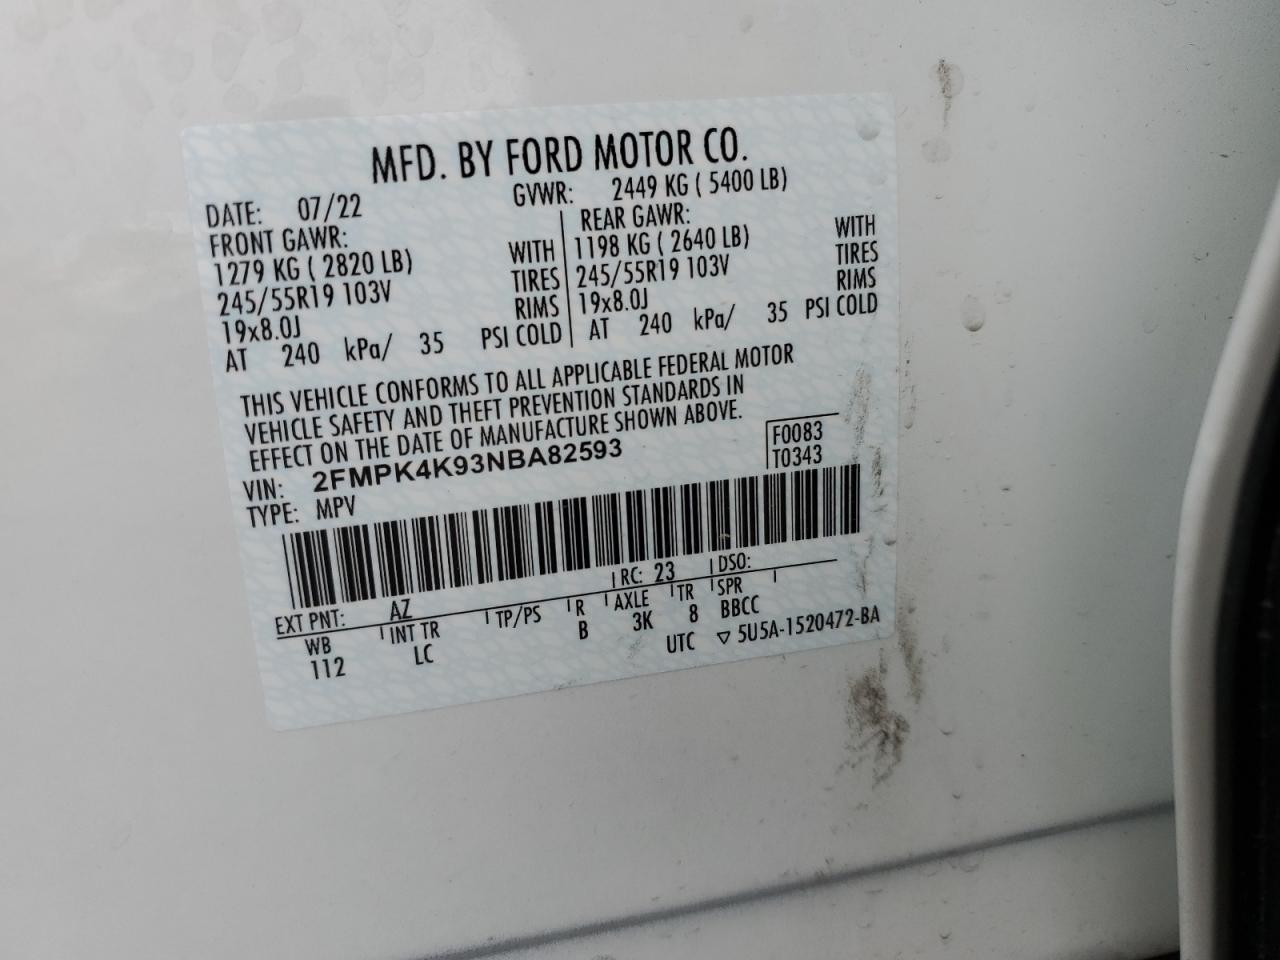 MFD. BY FORD MOTOR CO.
DATE: 07/22 GVWR: 2449 KG ( 5400 LB)
FRONT GAWR: REAR GAWR:
1279 KG ( 2820 LB) WITH 1198 KG ( 2640 LB) WITH
245/55R19 103V TIRES 245/55R19 103V TIRES
19x8.0J RIMS 19x8.0J RIMS
AT 240 kPa/ 35 PSI COLD AT 240 kPa/ 35 PSI COLD
THIS VEHICLE CONFORMS TO ALL APPLICABLE FEDERAL MOTOR
VEHICLE SAFETY AND THEFT PREVENTION STANDARDS IN
EFFECT ON THE DATE OF MANUFACTURE SHOWN ABOVE.
VIN: 2FMPK4K93NBA82593 F0083
TYPE: MPV T0343
EXT PNT: AZ RC: 23 DSO:
WB INT TR TP/PS R AXLE TR SPR
112 LC B 3K 8 BBCC
UTC ▽ 5U5A-1520472-BA